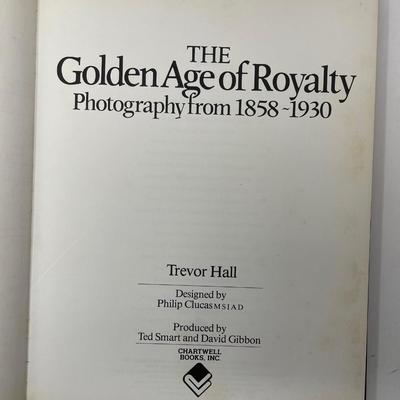 THE
Golden Age of Royalty
Photography from 1858~1930
Trevor Hall
Designed by
Philip Clucas MSIAD
Produced by
Ted Smart and David Gibbon
CHARTWELL
BOOKS, INC.